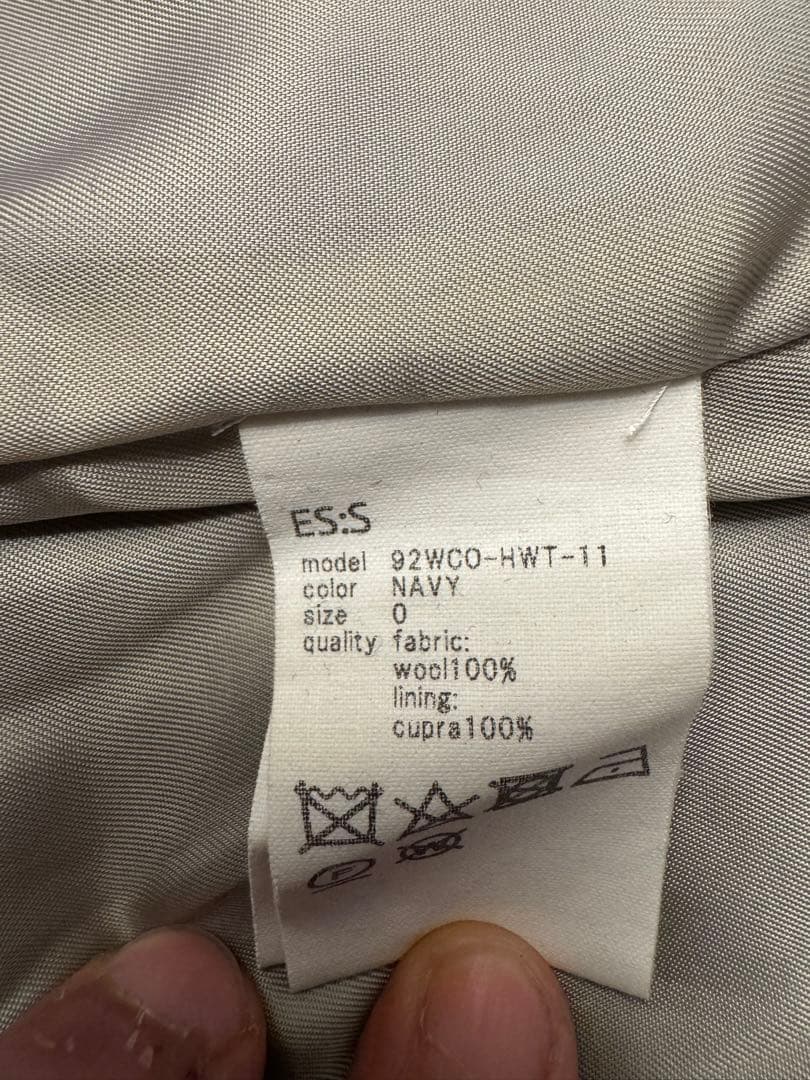 ES:S
model 92WCO-HWT-11
color NAVY
size 0
quality fabric:
wool100%
lining:
cupra100%
P
W